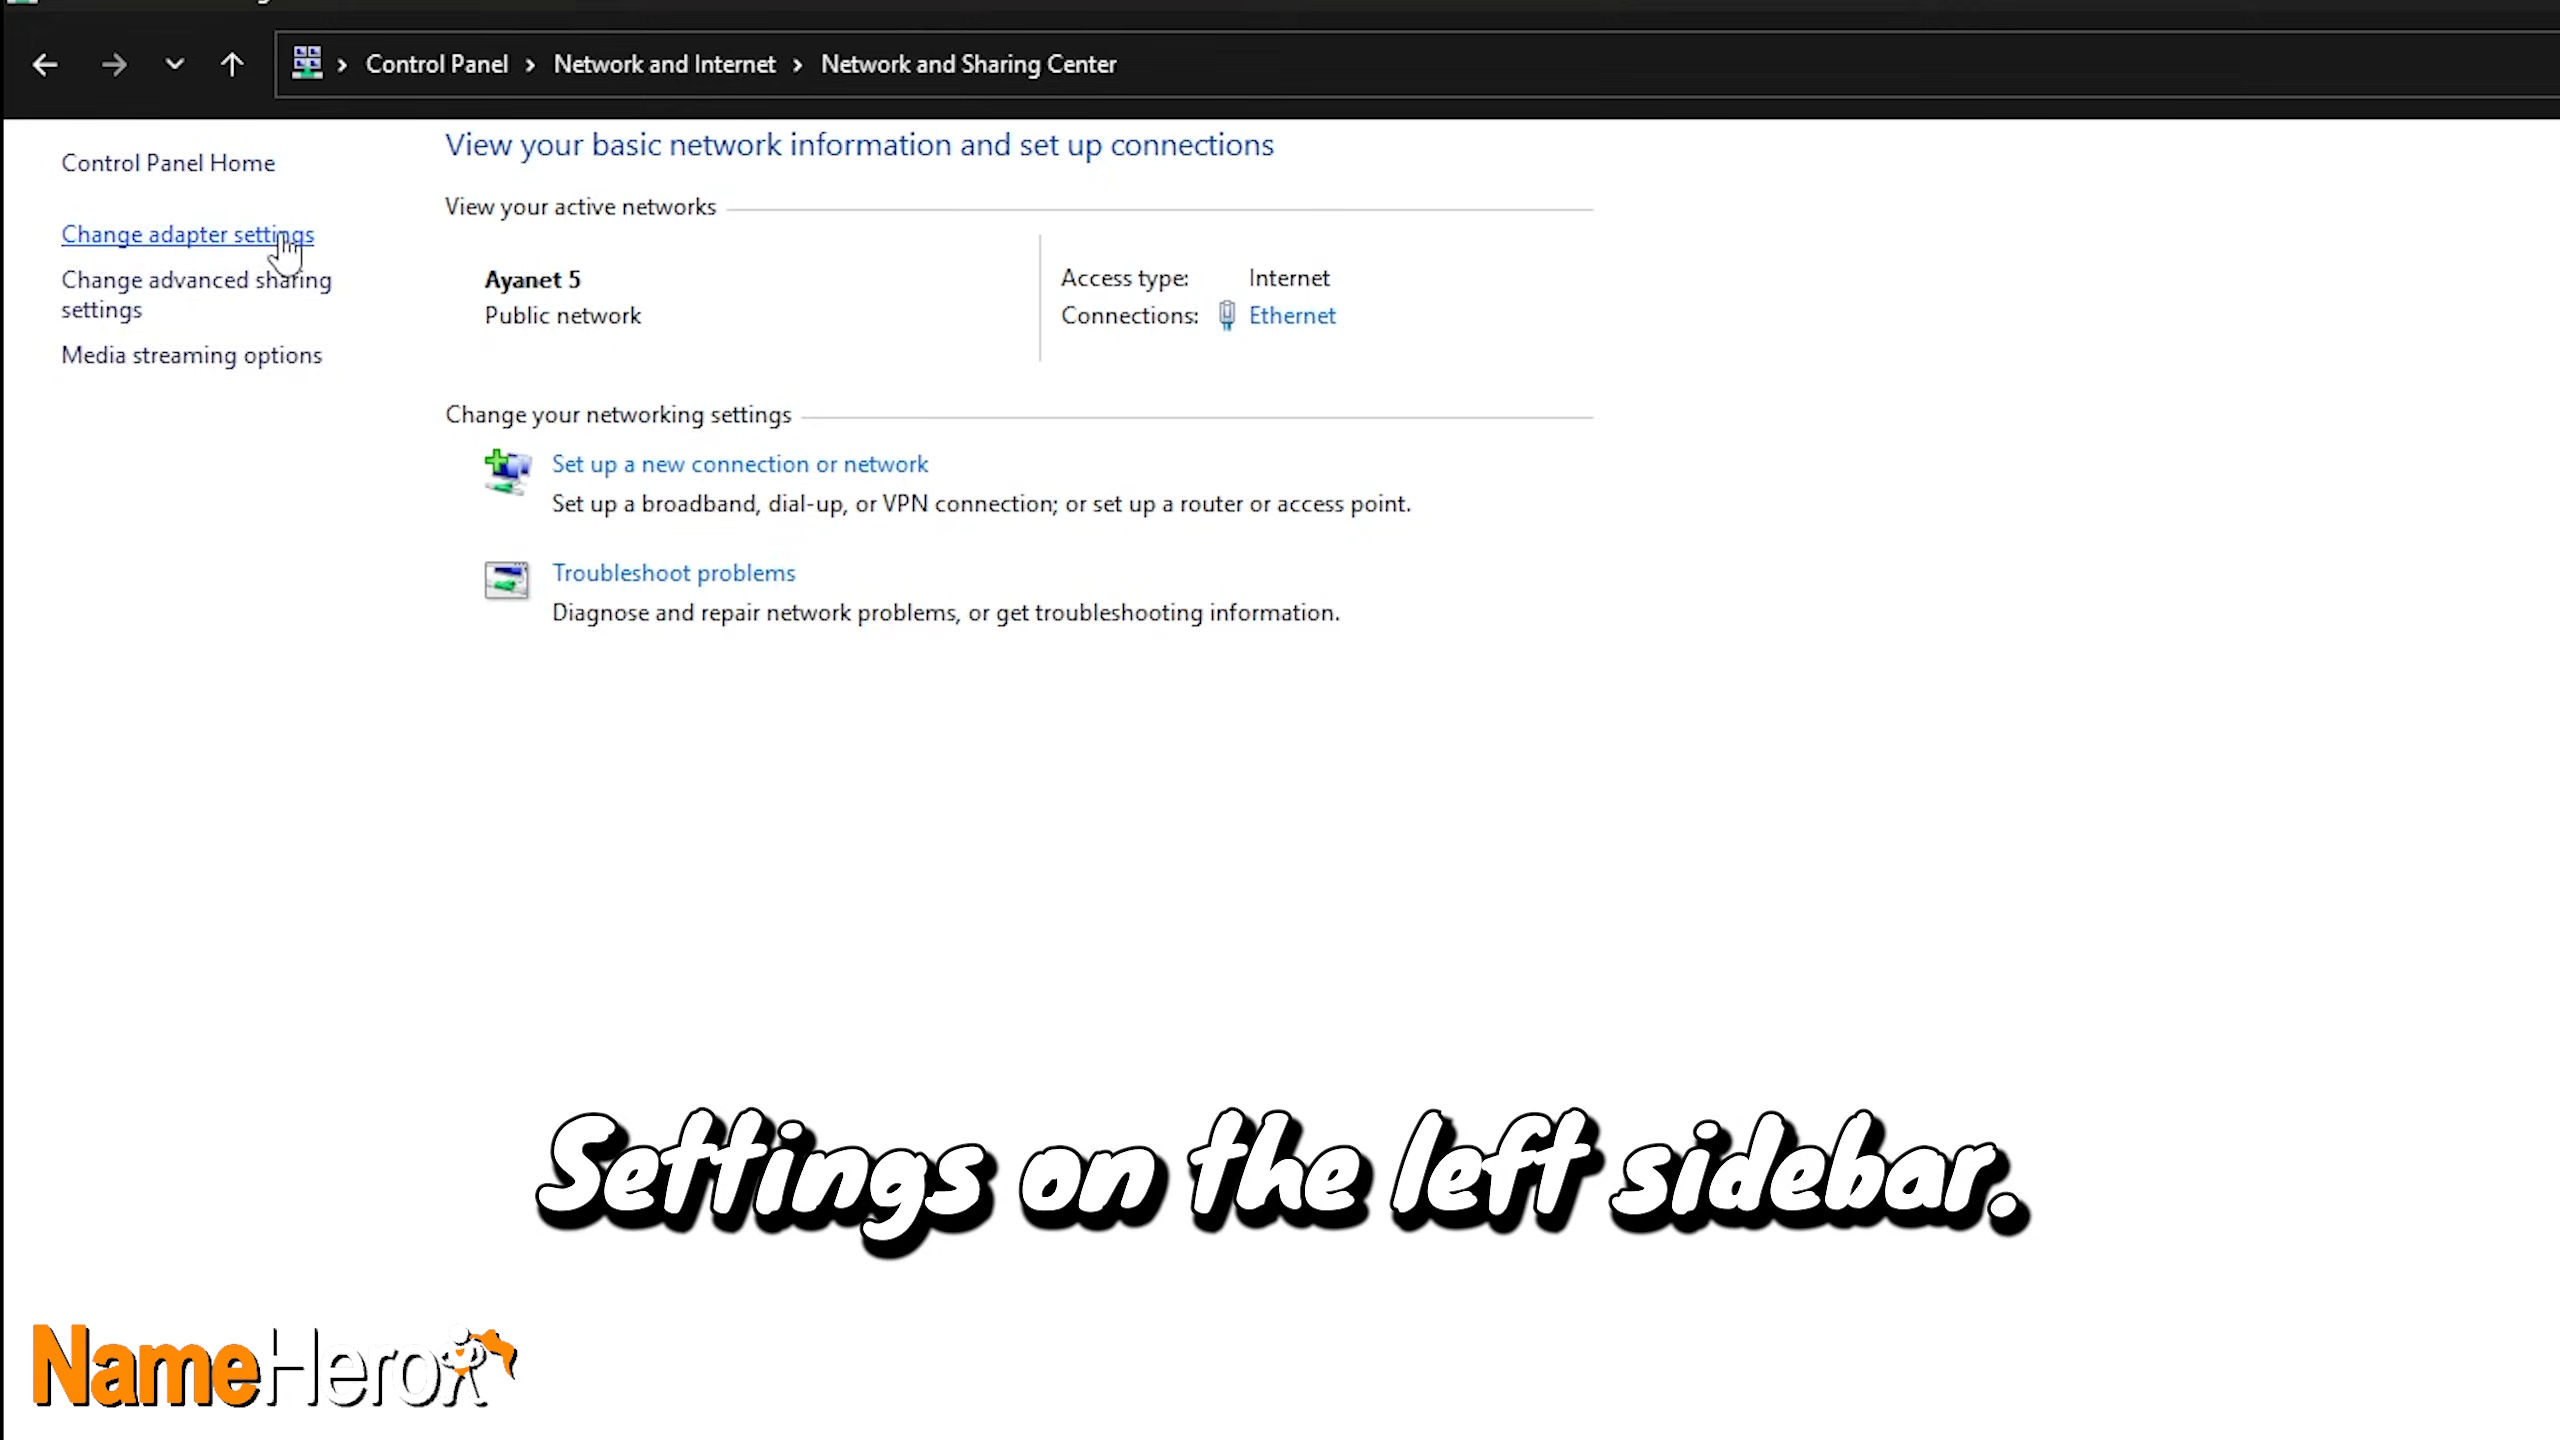 Control Panel > Network and Internet > Network and Sharing Center
Control Panel Home
Change adapter settings
Change advanced sharing
settings
Media streaming options
View your basic network information and set up connections
View your active networks
Ayanet 5
Public network
Access type: Internet
Connections: Ethernet
Change your networking settings
Set up a new connection or network
Set up a broadband, dial-up, or VPN connection; or set up a router or access point.
Troubleshoot problems
Diagnose and repair network problems, or get troubleshooting information.
Settings on the left sidebar.
NameHero